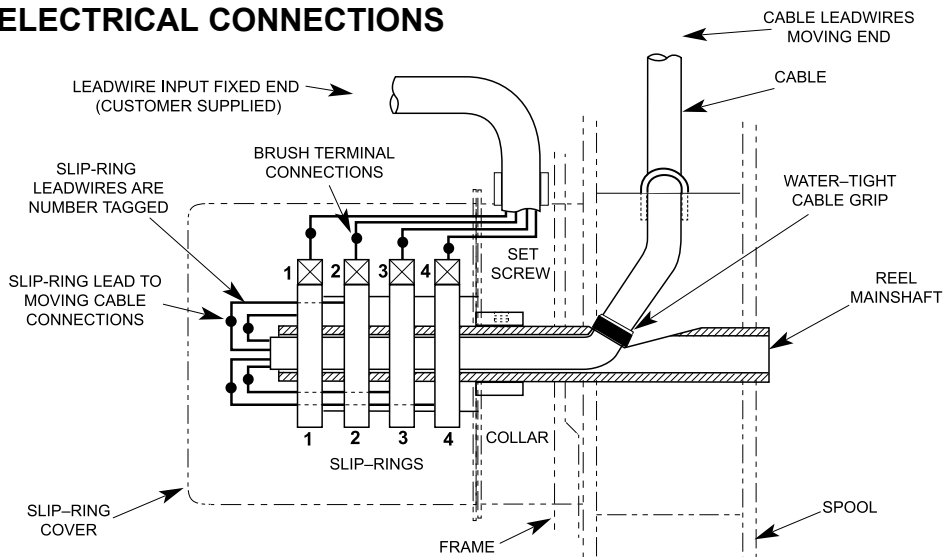 ELECTRICAL CONNECTIONS
CABLE LEADWIRES
MOVING END
LEADWIRE INPUT FIXED END
(CUSTOMER SUPPLIED)
CABLE
BRUSH TERMINAL
CONNECTIONS
SLIP-RING
LEADWIRES ARE
NUMBER TAGGED
WATER–TIGHT
CABLE GRIP
SET
SCREW
1 2 3 4
SLIP-RING LEAD TO
MOVING CABLE
CONNECTIONS
REEL
MAINSHAFT
1 2 3 4
COLLAR
SLIP–RINGS
SLIP–RING
COVER
SPOOL
FRAME